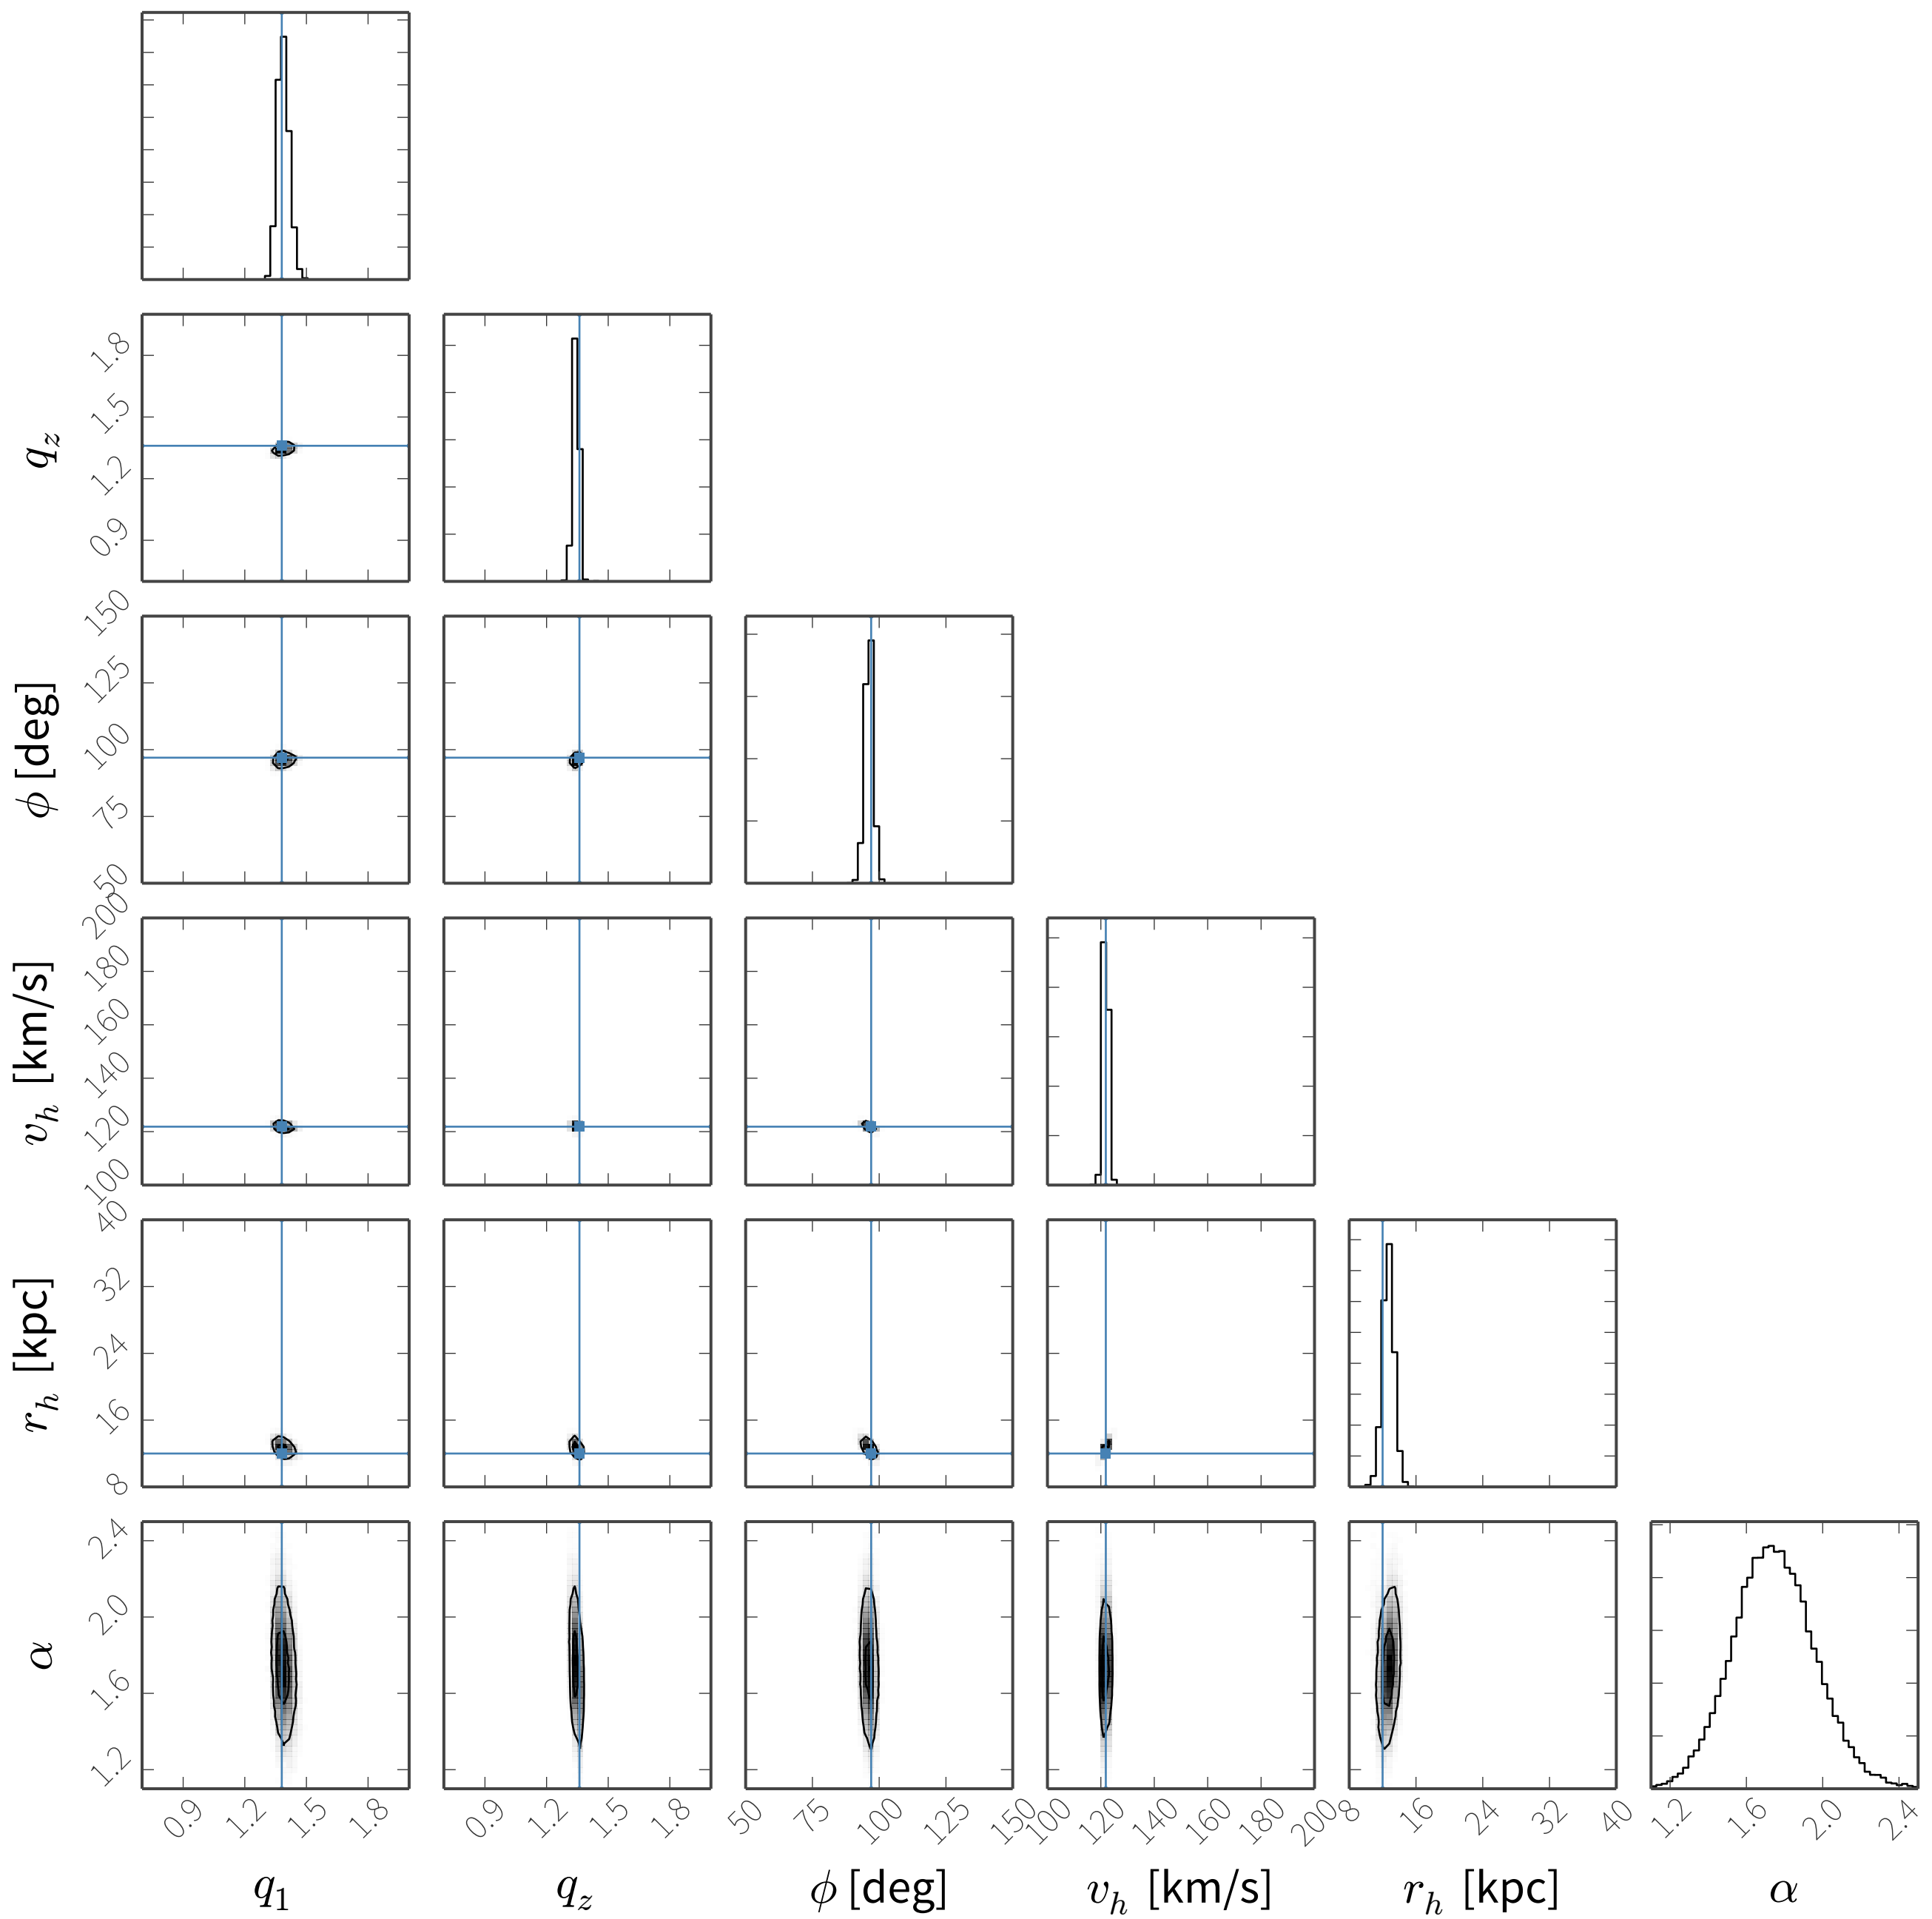 q_z
1.8
1.5
1.2
0.9
ϕ [deg]
150
125
100
75
50
v_h [km/s]
200
180
160
140
120
100
r_h [kpc]
40
32
24
16
8
α
2.4
2.0
1.6
1.2
0.9 1.2 1.5 1.8
0.9 1.2 1.5 1.8
50 75 100 125 150
100 120 140 160 180 200
8 16 24 32 40
1.2 1.6 2.0 2.4
q_1 q_z ϕ [deg] v_h [km/s] r_h [kpc] α